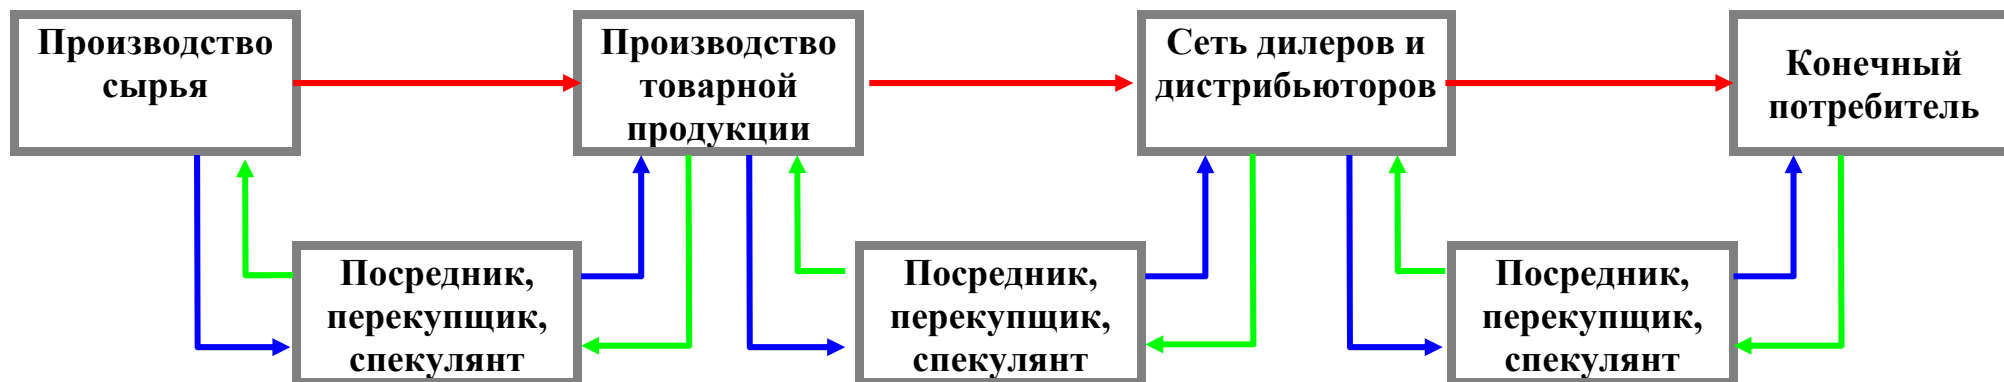 Производство
сырья
Производство
товарной
продукции
Сеть дилеров и
дистрибьюторов
Конечный
потребитель
Посредник,
перекупщик,
спекулянт
Посредник,
перекупщик,
спекулянт
Посредник,
перекупщик,
спекулянт